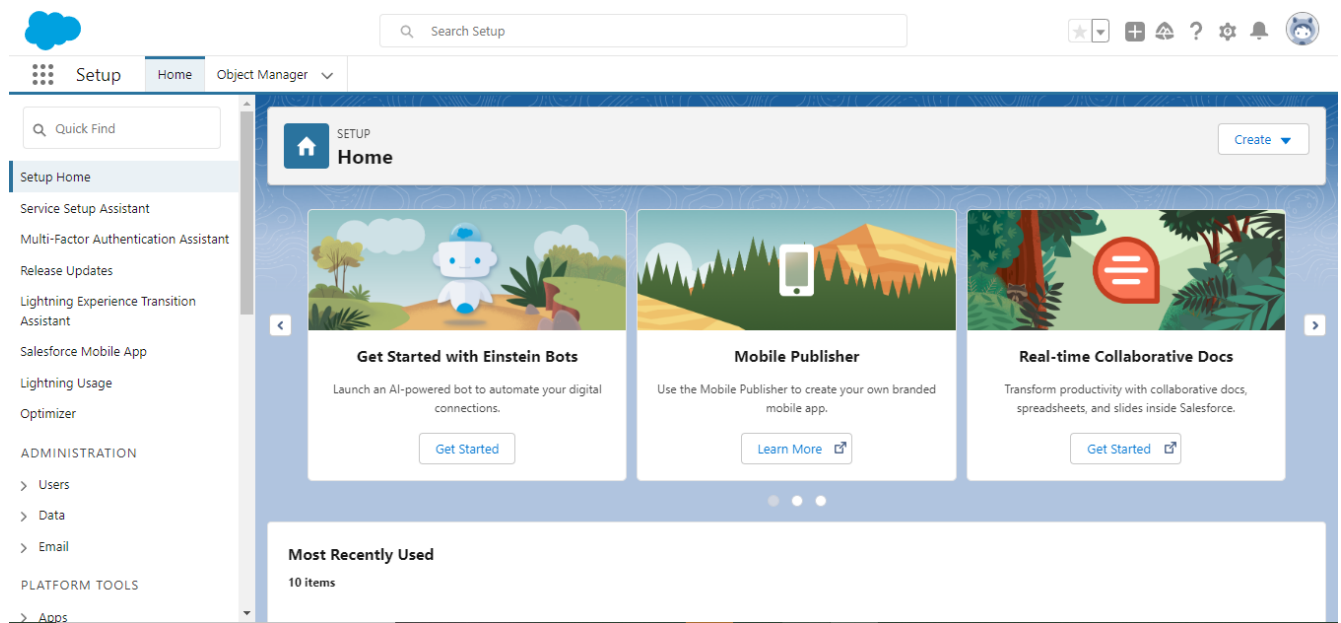 Search Setup
Setup
Home
Object Manager
Quick Find
Setup Home
Service Setup Assistant
Multi-Factor Authentication Assistant
Release Updates
Lightning Experience Transition
Assistant
Salesforce Mobile App
Lightning Usage
Optimizer
ADMINISTRATION
Users
Data
Email
PLATFORM TOOLS
Apps
SETUP
Home
Create
Get Started with Einstein Bots
Launch an AI-powered bot to automate your digital
connections.
Get Started
Mobile Publisher
Use the Mobile Publisher to create your own branded
mobile app.
Learn More
Real-time Collaborative Docs
Transform productivity with collaborative docs,
spreadsheets, and slides inside Salesforce.
Get Started
Most Recently Used
10 items